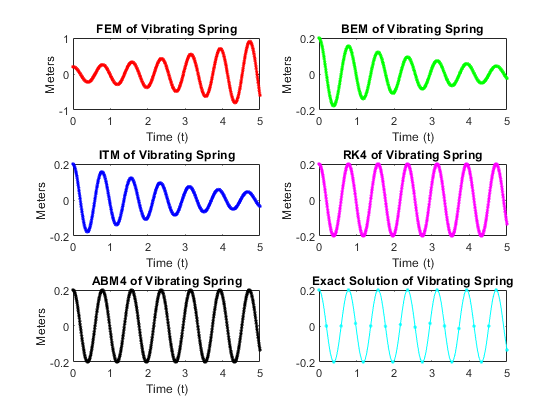 FEM of Vibrating Spring
1
0
-1
Meters
0 1 2 3 4 5
Time (t)
BEM of Vibrating Spring
0.2
0
-0.2
Meters
0 1 2 3 4 5
Time (t)
ITM of Vibrating Spring
0.2
0
-0.2
Meters
0 1 2 3 4 5
Time (t)
RK4 of Vibrating Spring
0.2
0
-0.2
Meters
0 1 2 3 4 5
Time (t)
ABM4 of Vibrating Spring
0.2
0
-0.2
Meters
0 1 2 3 4 5
Time (t)
Exact Solution of Vibrating Spring
0.2
0
-0.2
0 1 2 3 4 5